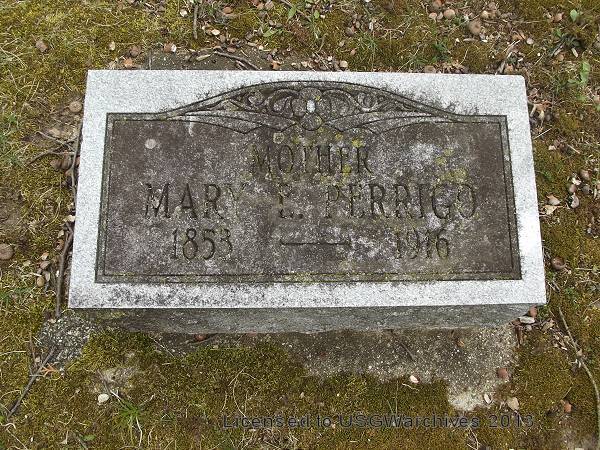 MOTHER
MARY E. PERRIGO
1853 — 1916
Licensed to USGWarchives 2013